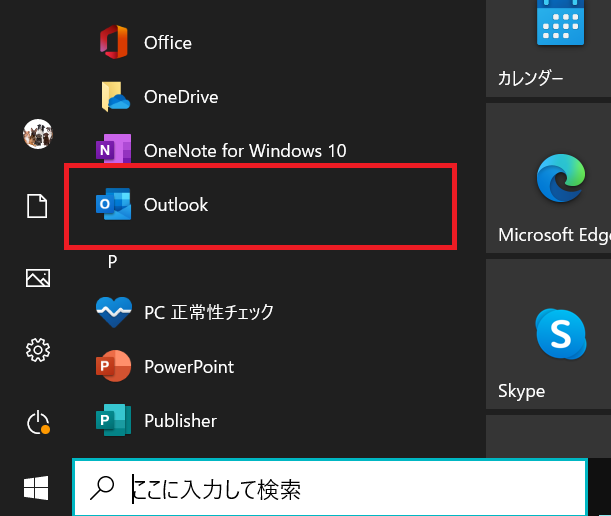 Office
OneDrive
OneNote for Windows 10
Outlook
P
PC 正常性チェック
PowerPoint
Publisher
カレンダー
Microsoft Edg
Skype
ここに入力して検索